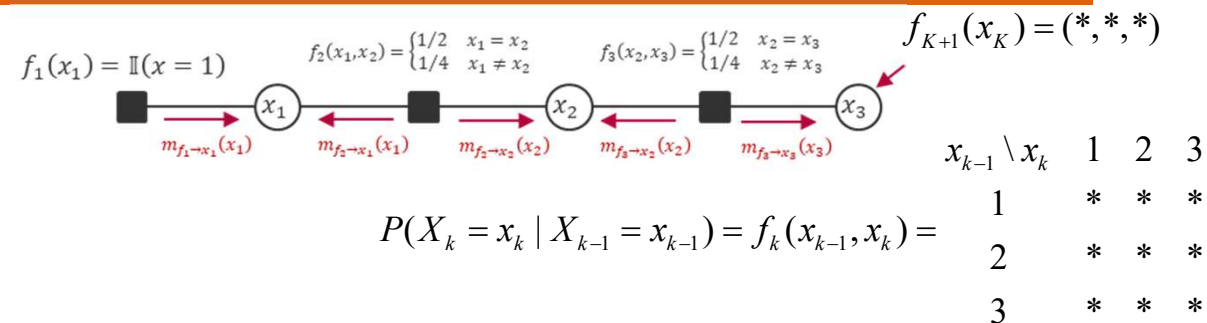 f_{K+1}(x_K) = (*,*,*)
f_1(x_1) = 𝕀(x = 1)
f_2(x_1,x_2) = {1/2 x_1 = x_2
1/4 x_1 ≠ x_2
f_3(x_2,x_3) = {1/2 x_2 = x_3
1/4 x_2 ≠ x_3
x_1 x_2 x_3
m_{f_1→x_1}(x_1) m_{f_2→x_1}(x_1) m_{f_2→x_2}(x_2) m_{f_3→x_2}(x_2) m_{f_3→x_3}(x_3)
P(X_k = x_k | X_{k-1} = x_{k-1}) = f_k(x_{k-1}, x_k) =
x_{k-1} \ x_k 1 2 3
1 * * *
2 * * *
3 * * *